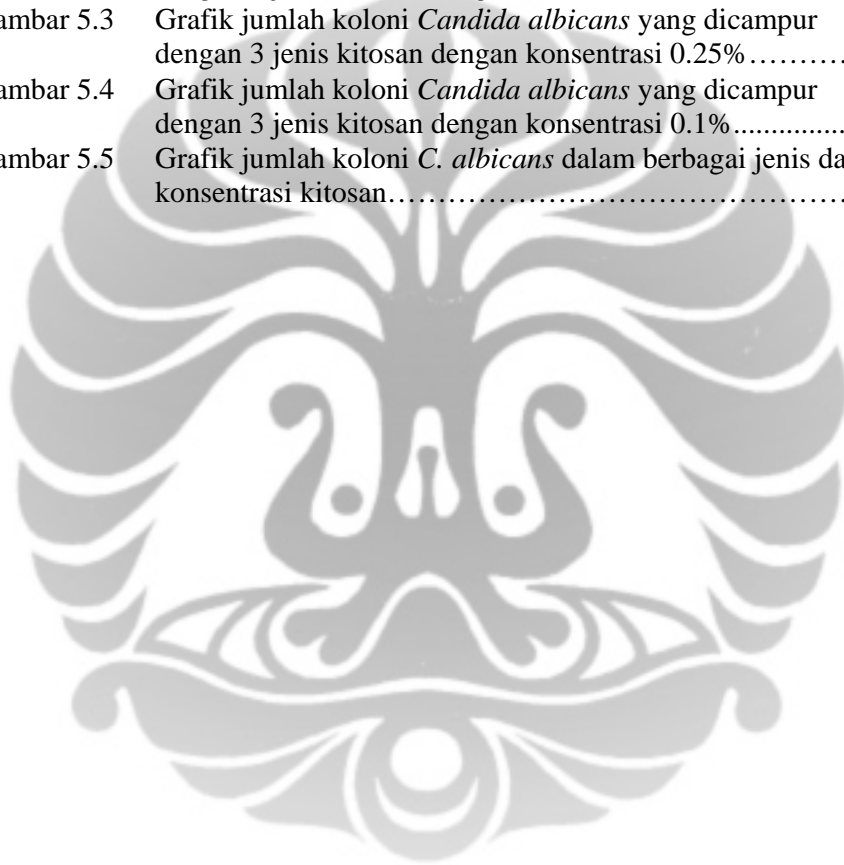 ambar 5.3 Grafik jumlah koloni Candida albicans yang dicampur
dengan 3 jenis kitosan dengan konsentrasi 0.25%…………
ambar 5.4 Grafik jumlah koloni Candida albicans yang dicampur
dengan 3 jenis kitosan dengan konsentrasi 0.1%.................
ambar 5.5 Grafik jumlah koloni C. albicans dalam berbagai jenis da
konsentrasi kitosan…………………………………………